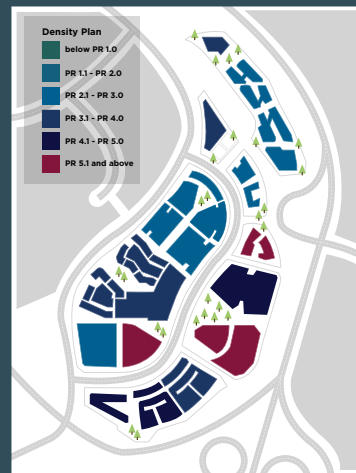 Density Plan
below PR 1.0
PR 1.1 - PR 2.0
PR 2.1 - PR 3.0
PR 3.1 - PR 4.0
PR 4.1 - PR 5.0
PR 5.1 and above